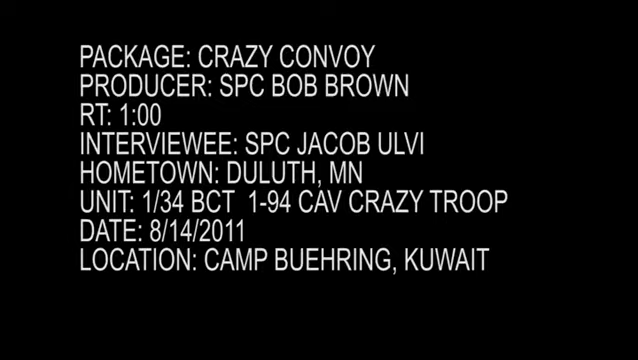 PACKAGE: CRAZY CONVOY
PRODUCER: SPC BOB BROWN
RT: 1:00
INTERVIEWEE: SPC JACOB ULVI
HOMETOWN: DULUTH, MN
UNIT: 1/34 BCT 1-94 CAV CRAZY TROOP
DATE: 8/14/2011
LOCATION: CAMP BUEHRING, KUWAIT